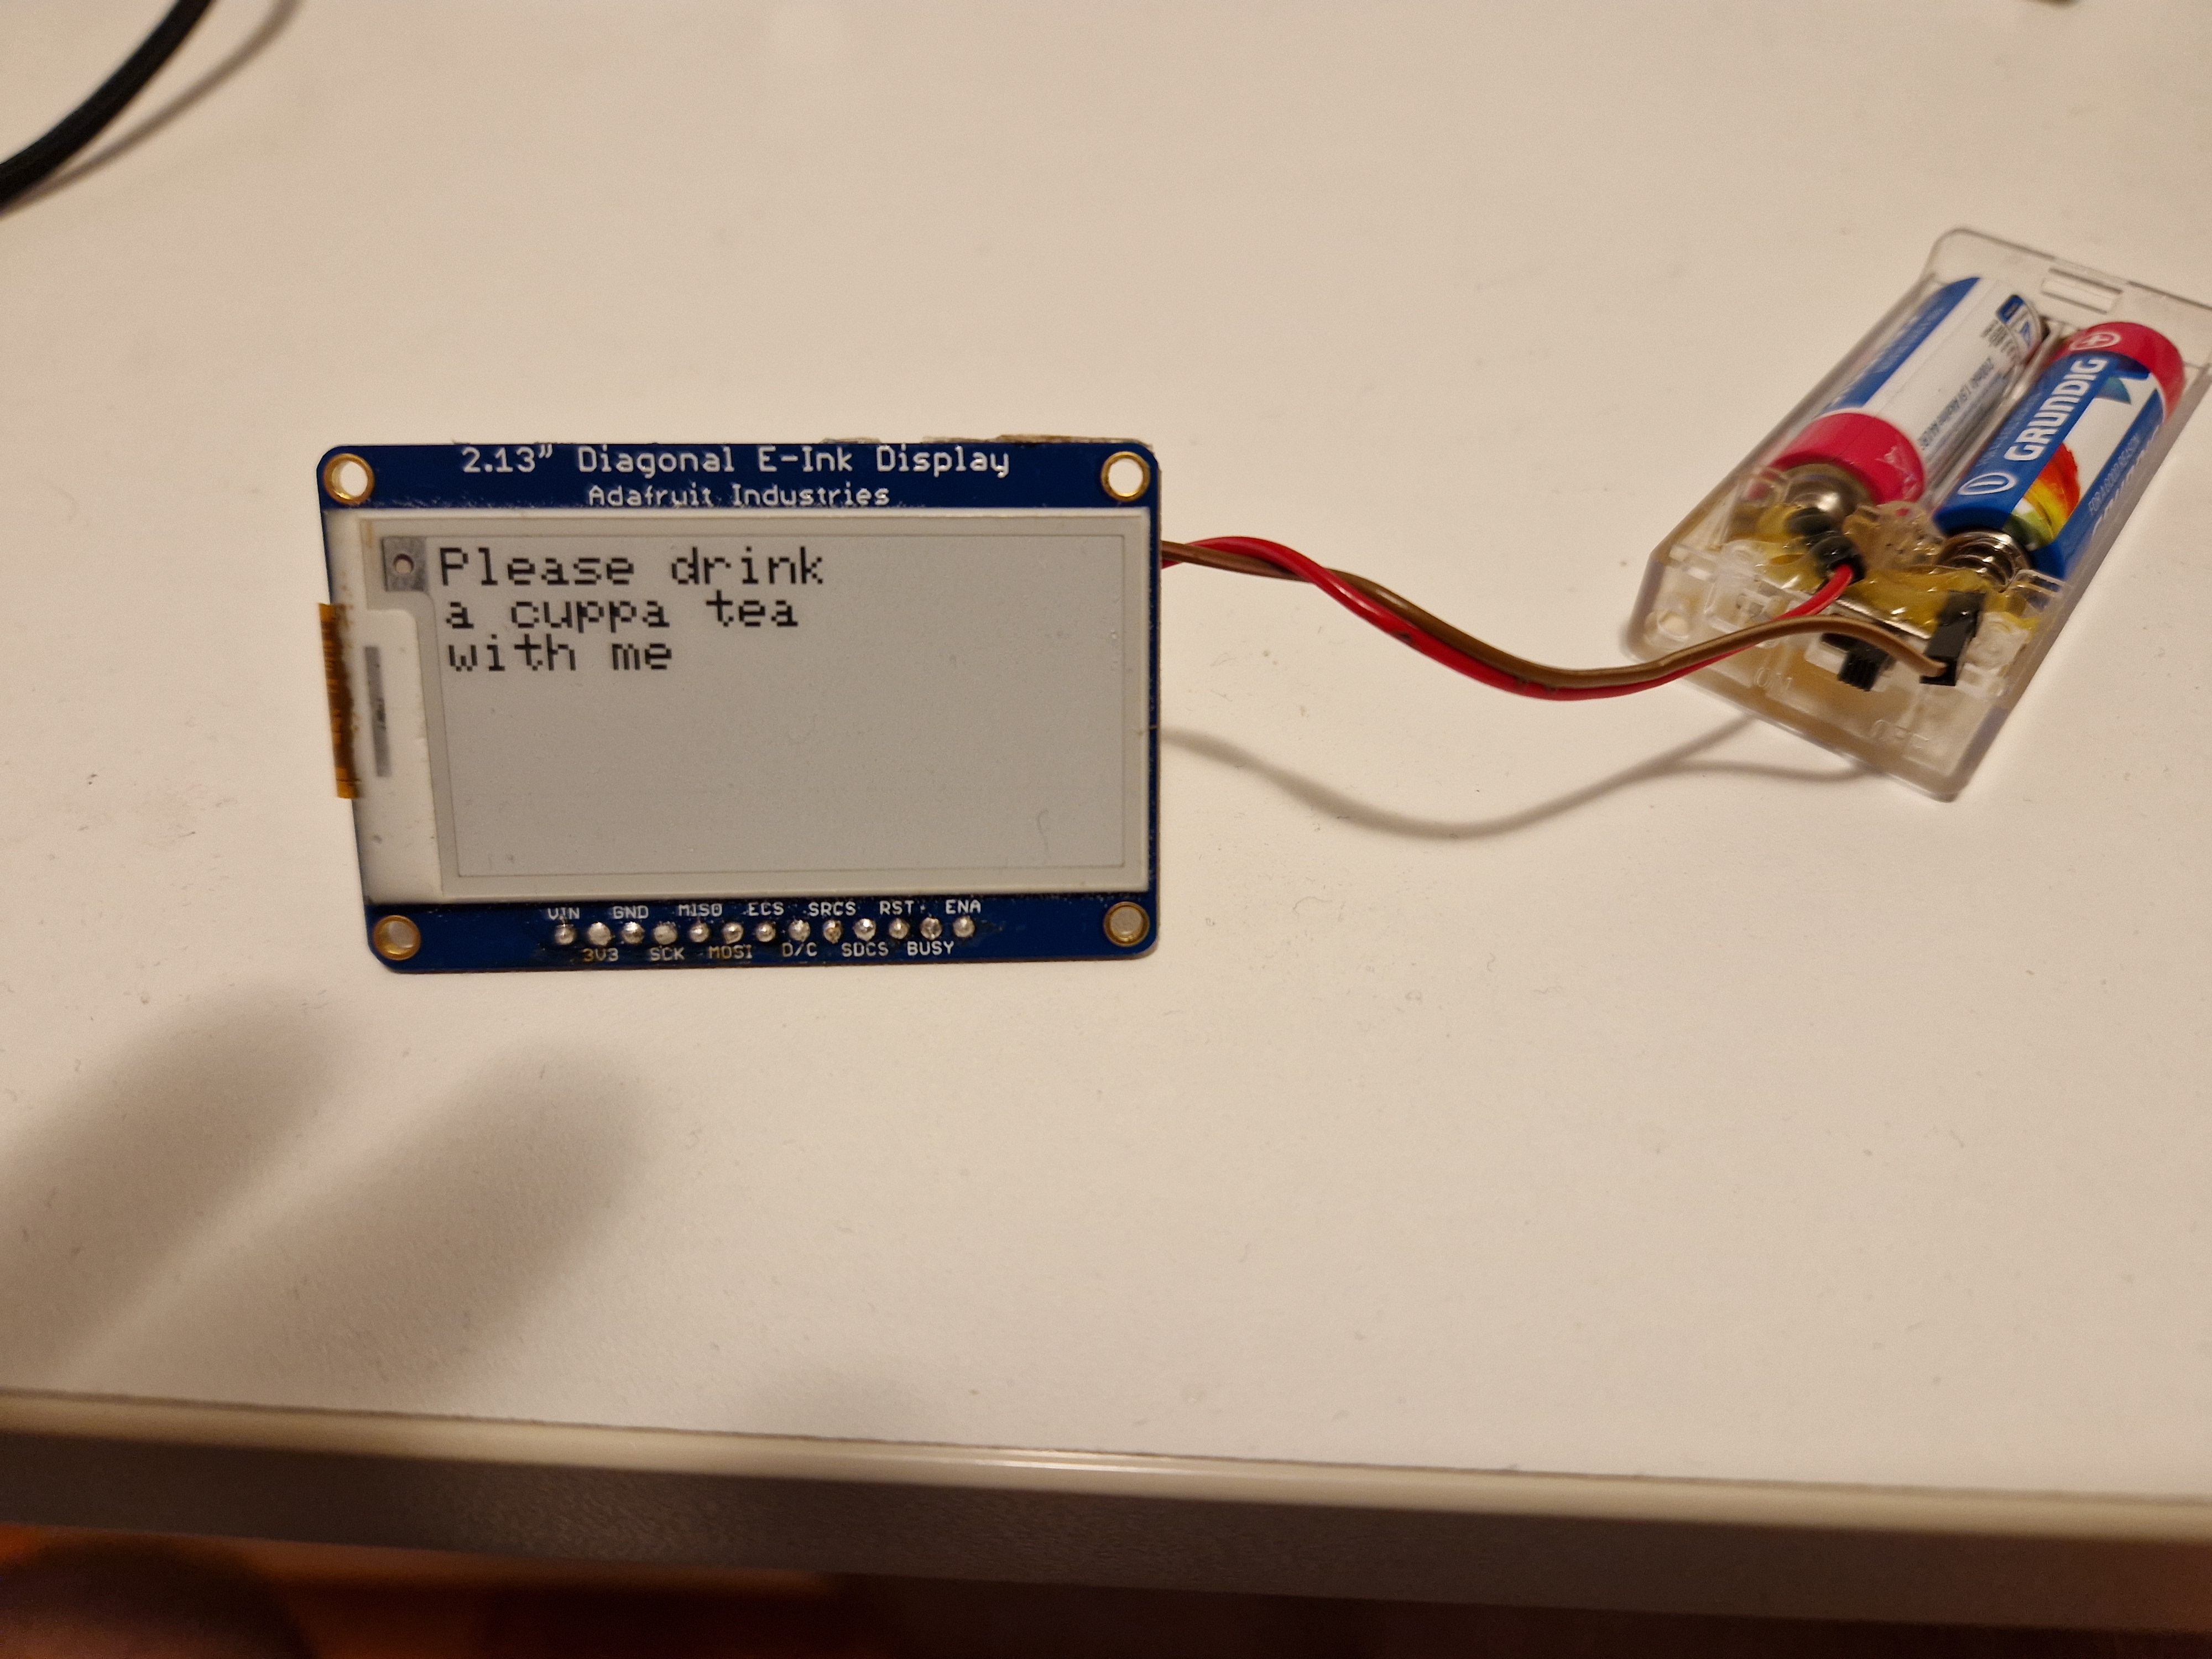 2.13” Diagonal E-Ink Display
Adafruit Industries
Please drink
a cuppa tea
with me
VIN GND MISO ECS SRCS RST ENA
3V3 SCK MOSI D/C SDCS BUSY
GRUNDIG